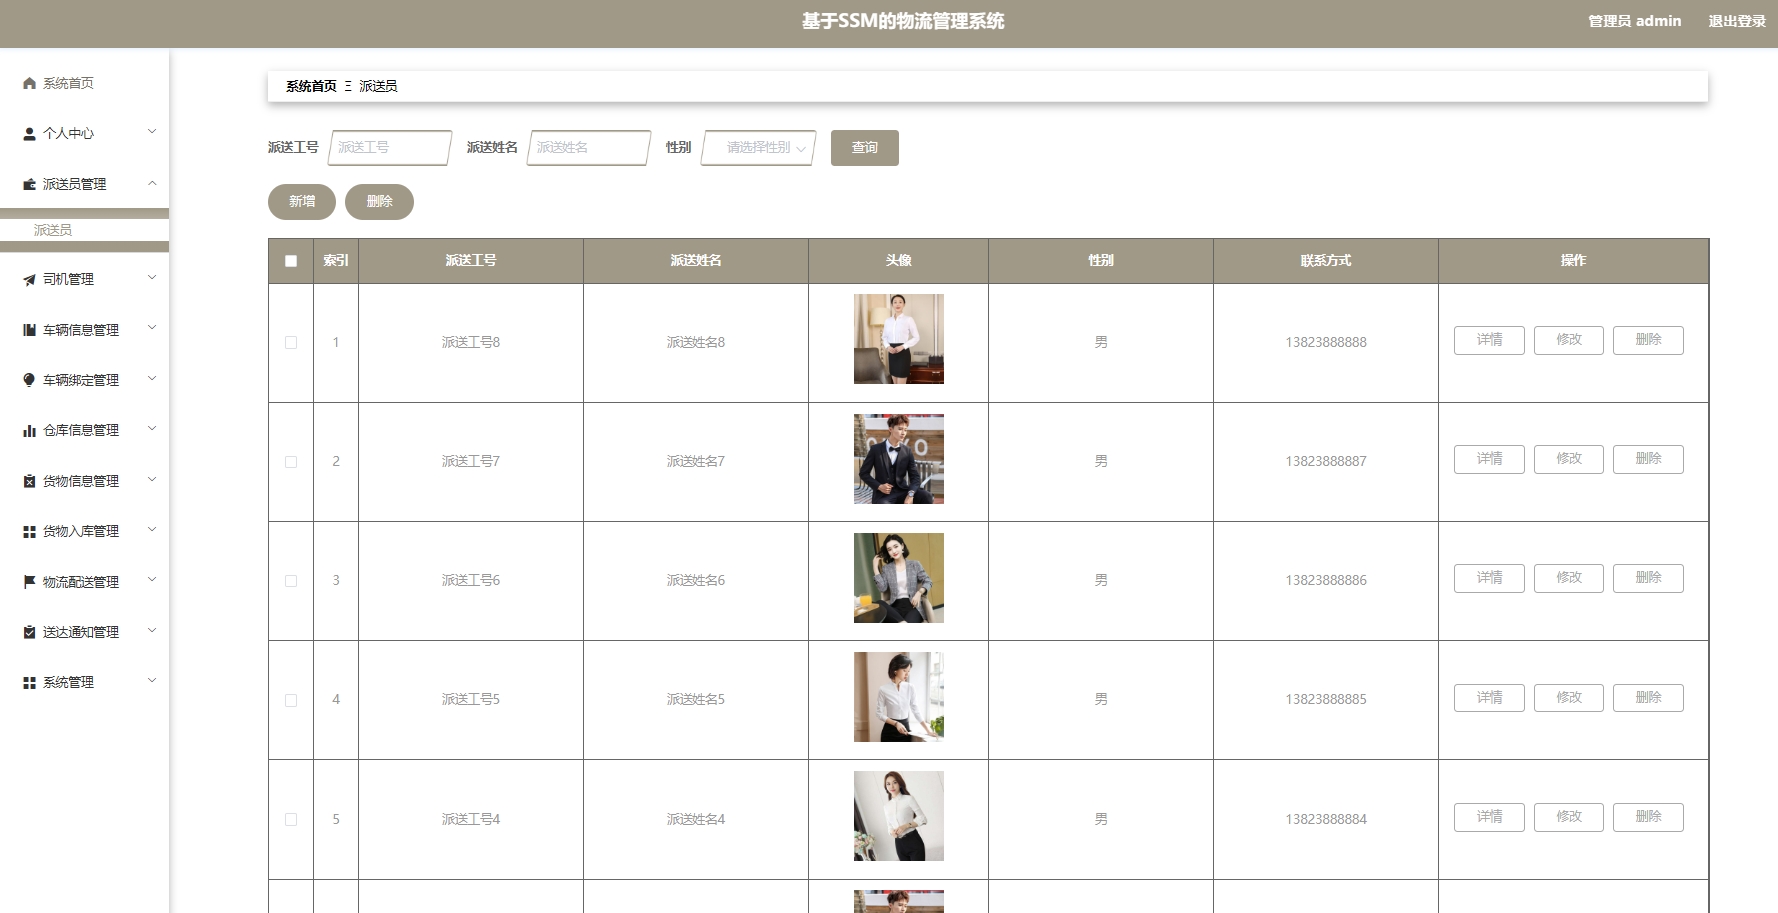 基于SSM的物流管理系统
管理员 admin 退出登录
系统首页
个人中心
派送员管理
派送员
司机管理
车辆信息管理
车辆绑定管理
仓库信息管理
货物信息管理
货物入库管理
物流配送管理
送达通知管理
系统管理
系统首页 Ξ 派送员
派送工号 派送工号 派送姓名 派送姓名 性别 请选择性别 查询
新增 删除
索引 派送工号 派送姓名 头像 性别 联系方式 操作
1 派送工号8 派送姓名8 男 13823888888 详情 修改 删除
2 派送工号7 派送姓名7 男 13823888887 详情 修改 删除
3 派送工号6 派送姓名6 男 13823888886 详情 修改 删除
4 派送工号5 派送姓名5 男 13823888885 详情 修改 删除
5 派送工号4 派送姓名4 男 13823888884 详情 修改 删除